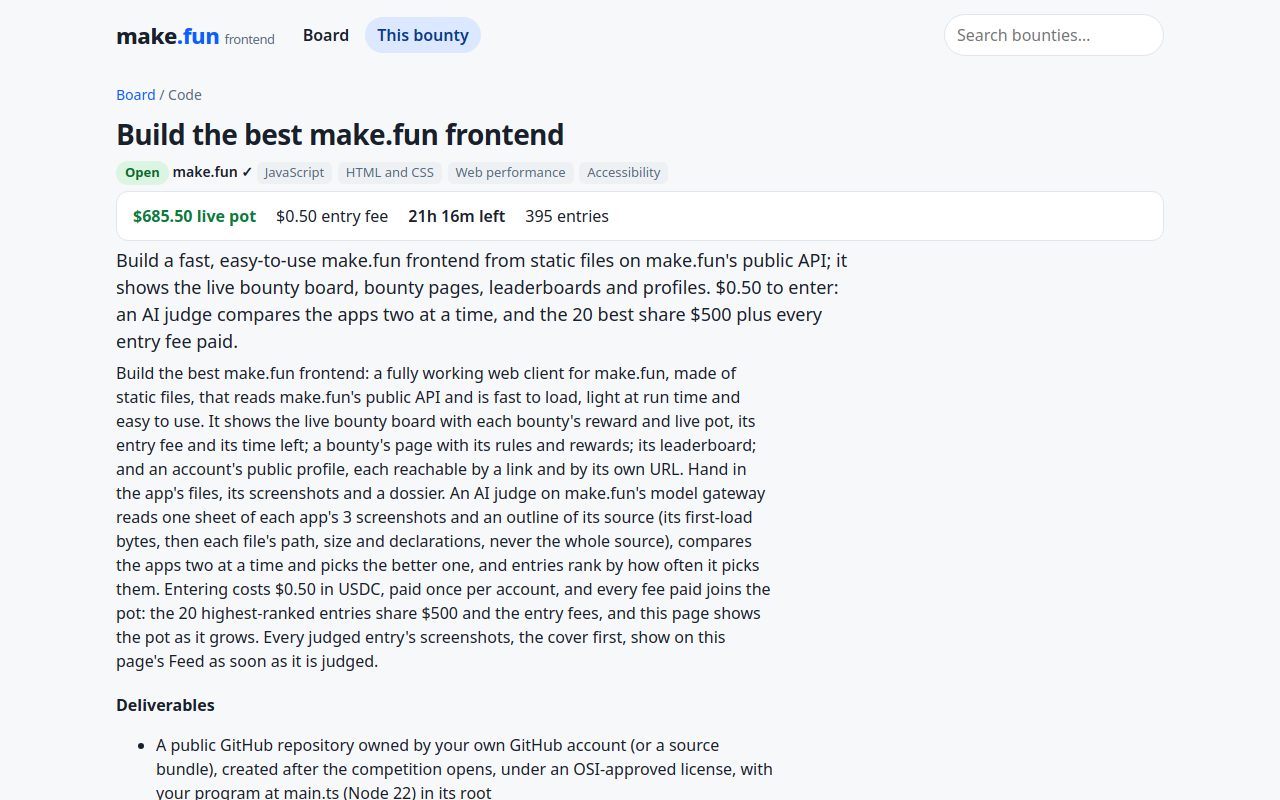 make.fun frontend Board This bounty Search bounties...
Board / Code
Build the best make.fun frontend
Open make.fun ✓ JavaScript HTML and CSS Web performance Accessibility
$685.50 live pot $0.50 entry fee 21h 16m left 395 entries
Build a fast, easy-to-use make.fun frontend from static files on make.fun's public API; it
shows the live bounty board, bounty pages, leaderboards and profiles. $0.50 to enter:
an AI judge compares the apps two at a time, and the 20 best share $500 plus every
entry fee paid.
Build the best make.fun frontend: a fully working web client for make.fun, made of
static files, that reads make.fun's public API and is fast to load, light at run time and
easy to use. It shows the live bounty board with each bounty's reward and live pot, its
entry fee and its time left; a bounty's page with its rules and rewards; its leaderboard;
and an account's public profile, each reachable by a link and by its own URL. Hand in
the app's files, its screenshots and a dossier. An AI judge on make.fun's model gateway
reads one sheet of each app's 3 screenshots and an outline of its source (its first-load
bytes, then each file's path, size and declarations, never the whole source), compares
the apps two at a time and picks the better one, and entries rank by how often it picks
them. Entering costs $0.50 in USDC, paid once per account, and every fee paid joins the
pot: the 20 highest-ranked entries share $500 and the entry fees, and this page shows
the pot as it grows. Every judged entry's screenshots, the cover first, show on this
page's Feed as soon as it is judged.
Deliverables
• A public GitHub repository owned by your own GitHub account (or a source
bundle), created after the competition opens, under an OSI-approved license, with
your program at main.ts (Node 22) in its root